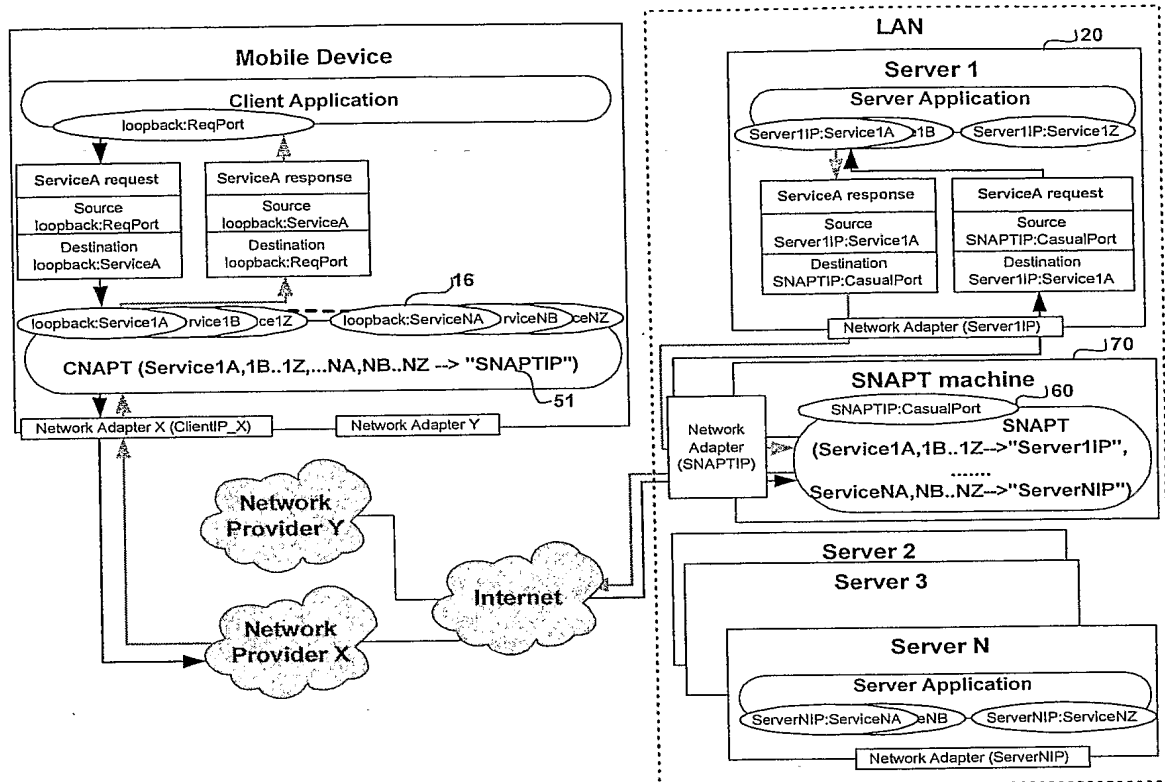 Mobile Device
Client Application
loopback:ReqPort
ServiceA request
Source
loopback:ReqPort
Destination
loopback:ServiceA
ServiceA response
Source
loopback:ServiceA
Destination
loopback:ReqPort
16
loopback:Service1A
rvice1B
ce1Z
loopback:ServiceNA
rviceNB
ceNZ
CNAPT (Service1A,1B..1Z,...NA,NB..NZ --> "SNAPTIP")
51
Network Adapter X (ClientIP_X)
Network Adapter Y
Network
Provider Y
Network
Provider X
Internet
LAN
20
Server 1
Server Application
Server1IP:Service1A
1B
Server1IP:Service1Z
ServiceA response
Source
Server1IP:Service1A
Destination
SNAPTIP:CasualPort
ServiceA request
Source
SNAPTIP:CasualPort
Destination
Server1IP:Service1A
Network Adapter (Server1IP)
70
SNAPT machine
60
SNAPTIP:CasualPort
Network
Adapter
(SNAPTIP)
SNAPT
(Service1A,1B..1Z-->"Server1IP",
.......
ServiceNA,NB..NZ-->"ServerNIP")
Server 2
Server 3
Server N
Server Application
ServerNIP:ServiceNA
eNB
ServerNIP:ServiceNZ
Network Adapter (ServerNIP)